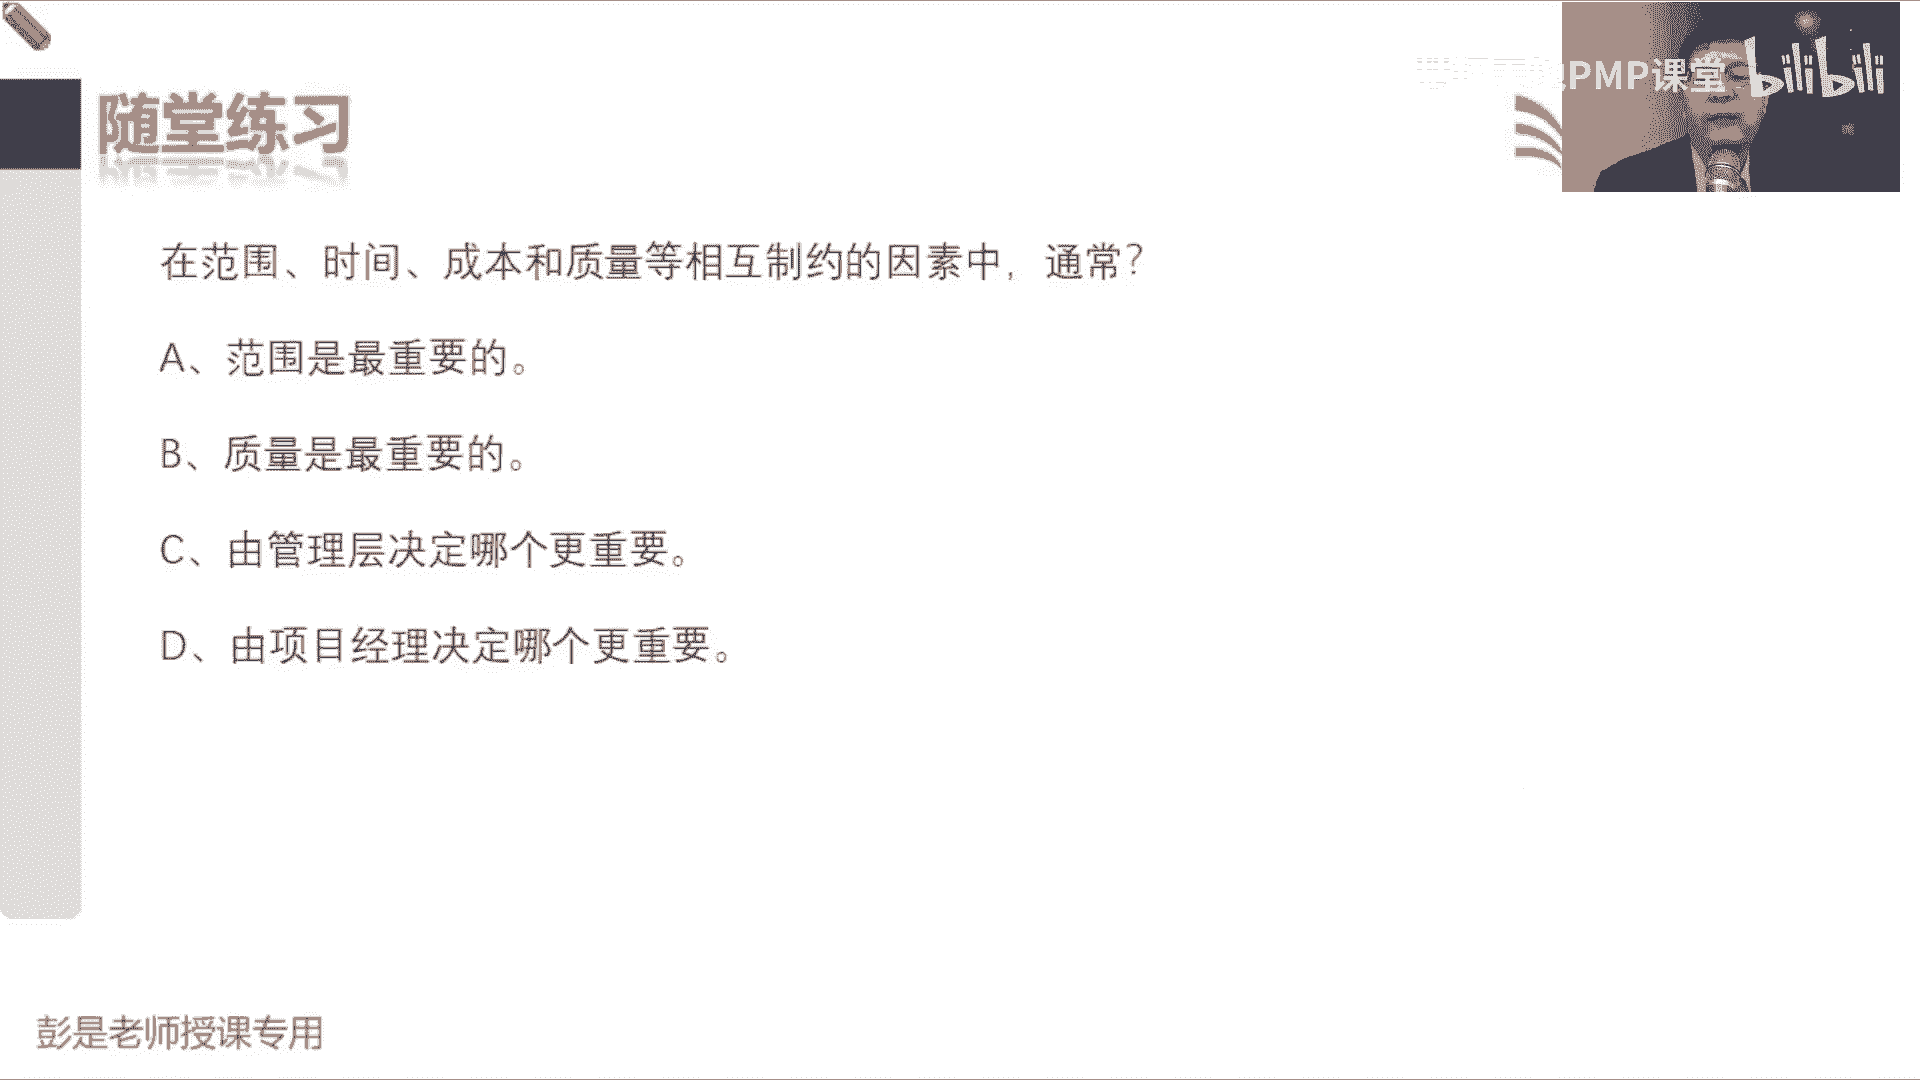 PMP课堂 bilibili
随堂练习
在范围、时间、成本和质量等相互制约的因素中，通常？
A、范围是最重要的。
B、质量是最重要的。
C、由管理层决定哪个更重要。
D、由项目经理决定哪个更重要。
彭是老师授课专用